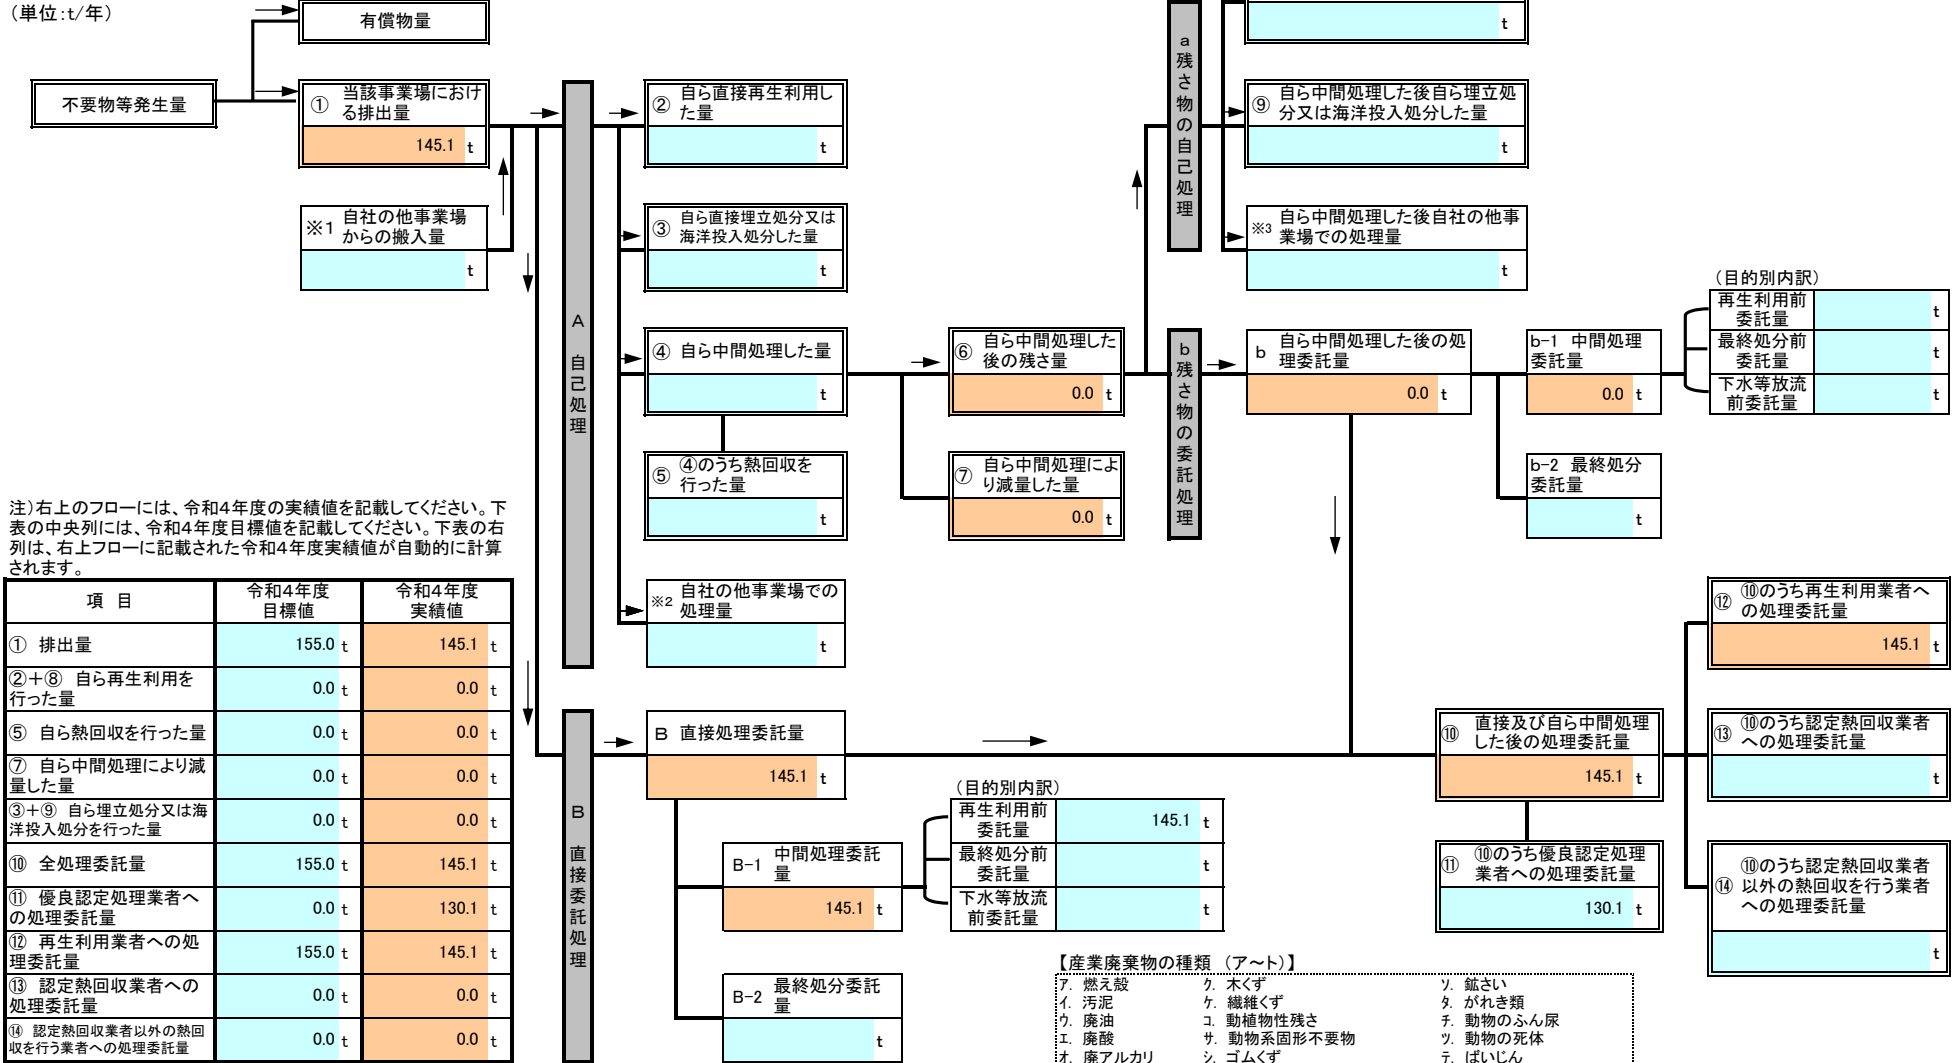 (単位:t/年)
有償物量
不要物等発生量
① 当該事業場におけ
る排出量
145.1 t
※1 自社の他事業場
からの搬入量
t
A 自己処理
② 自ら直接再生利用し
た量
t
③ 自ら直接埋立処分又は
海洋投入処分した量
t
④ 自ら中間処理した量
t
⑤ ④のうち熱回収を
行った量
t
※2 自社の他事業場での
処理量
t
⑥ 自ら中間処理した
後の残さ量
0.0 t
⑦ 自ら中間処理によ
り減量した量
0.0 t
a 残さ物の自己処理
t
⑨ 自ら中間処理した後自ら埋立処
分又は海洋投入処分した量
t
※3 自ら中間処理した後自社の他事
業場での処理量
t
b 残さ物の委託処理
b 自ら中間処理した後の処
理委託量
0.0 t
b-1 中間処理
委託量
0.0 t
b-2 最終処分
委託量
t
(目的別内訳)
再生利用前
委託量
t
最終処分前
委託量
t
下水等放流
前委託量
t
注)右上のフローには、令和4年度の実績値を記載してください。下
表の中央列には、令和4年度目標値を記載してください。下表の右
列は、右上フローに記載された令和4年度実績値が自動的に計算
されます。
項 目 令和4年度
目標値 令和4年度
実績値
① 排出量 155.0 t 145.1 t
②+⑧ 自ら再生利用を
行った量 0.0 t 0.0 t
⑤ 自ら熱回収を行った量 0.0 t 0.0 t
⑦ 自ら中間処理により減
量した量 0.0 t 0.0 t
③+⑨ 自ら埋立処分又は海
洋投入処分を行った量 0.0 t 0.0 t
⑩ 全処理委託量 155.0 t 145.1 t
⑪ 優良認定処理業者へ
の処理委託量 0.0 t 130.1 t
⑫ 再生利用業者への処
理委託量 155.0 t 145.1 t
⑬ 認定熱回収業者への
処理委託量 0.0 t 0.0 t
⑭ 認定熱回収業者以外の熱回
収を行う業者への処理委託量 0.0 t 0.0 t
B 直接委託処理
B 直接処理委託量
145.1 t
B-1 中間処理委託
量
145.1 t
B-2 最終処分委託
量
t
(目的別内訳)
再生利用前
委託量
145.1 t
最終処分前
委託量
t
下水等放流
前委託量
t
⑩ 直接及び自ら中間処理
した後の処理委託量
145.1 t
⑪ ⑩のうち優良認定処理
業者への処理委託量
130.1 t
⑫ ⑩のうち再生利用業者へ
の処理委託量
145.1 t
⑬ ⑩のうち認定熱回収業者
への処理委託量
t
⑭ ⑩のうち認定熱回収業者
以外の熱回収を行う業者
への処理委託量
t
【産業廃棄物の種類 (ア~ト)】
ア. 燃え殻 ク. 木くず ソ. 鉱さい
イ. 汚泥 ケ. 繊維くず タ. がれき類
ウ. 廃油 コ. 動植物性残さ チ. 動物のふん尿
エ. 廃酸 サ. 動物系固形不要物 ツ. 動物の死体
オ. 廃アルカリ シ. ゴムくず テ. ばいじん